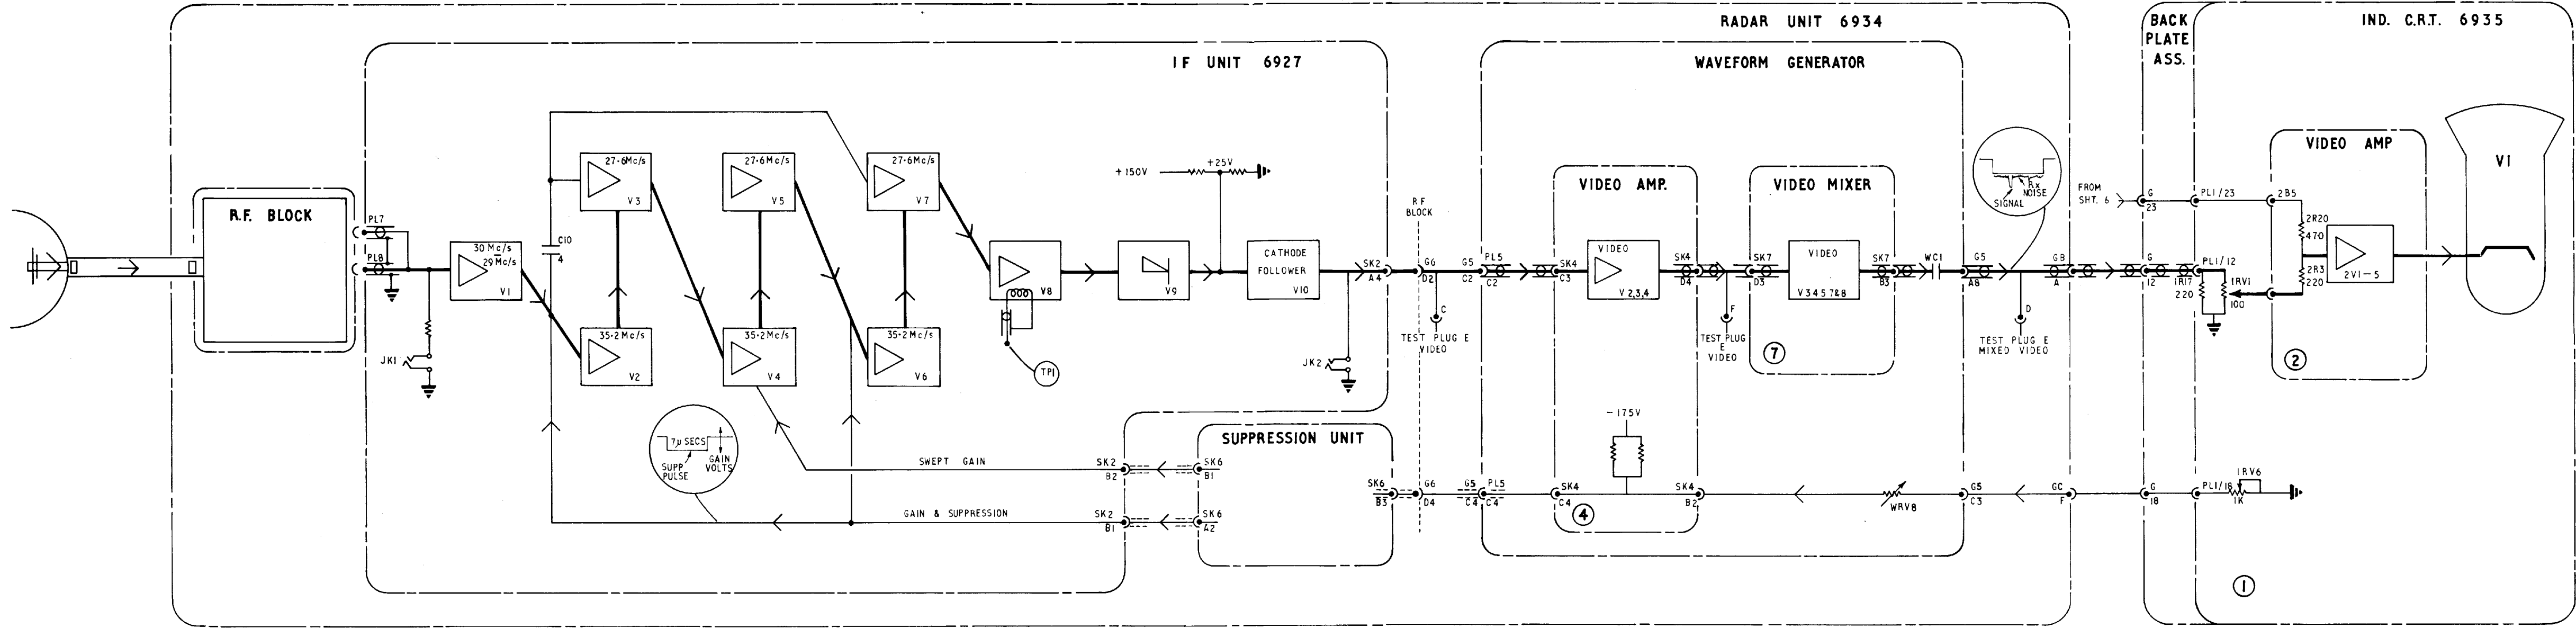 RADAR UNIT 6934
BACK
PLATE
ASS.
IND. C.R.T. 6935
IF UNIT 6927
WAVEFORM GENERATOR
R.F. BLOCK
PL7
PL8
JK1
30 Mc/s
29 Mc/s
V1
C10
4
27·6Mc/s
V3
35·2Mc/s
V2
27·6Mc/s
V5
35·2Mc/s
V4
27·6Mc/s
V7
35·2Mc/s
V6
V8
TP1
+150V
+25V
V9
CATHODE
FOLLOWER
V10
JK2
SK2
A4
RF
BLOCK
G6
D2
C
TEST PLUG E
VIDEO
G5
C2
PL5
C2
SK4
C3
VIDEO AMP.
VIDEO
V2,3,4
SK4
D4
F
TEST PLUG
E
VIDEO
SK7
D3
VIDEO MIXER
VIDEO
V34578
SK7
B3
7
WC1
G5
A8
SIGNAL
Rx
NOISE
D
TEST PLUG E
MIXED VIDEO
GB
A
FROM
SHT. 6
G
23
PL1/23
2B5
G
12
PL1/12
1R17
220
1RV1
100
2R20
470
2R3
220
VIDEO AMP
2V1-5
2
V1
7μ SECS
SUPP
PULSE
GAIN
VOLTS
SWEPT GAIN
SK2
B2
SK6
B1
GAIN & SUPPRESSION
SK2
B1
SK6
A2
SUPPRESSION UNIT
SK6
B3
G6
D4
G5
C4
PL5
C4
SK4
C4
-175V
4
SK4
B2
WRV8
G5
C3
GC
F
G
18
PL1/18
1RV6
1K
1